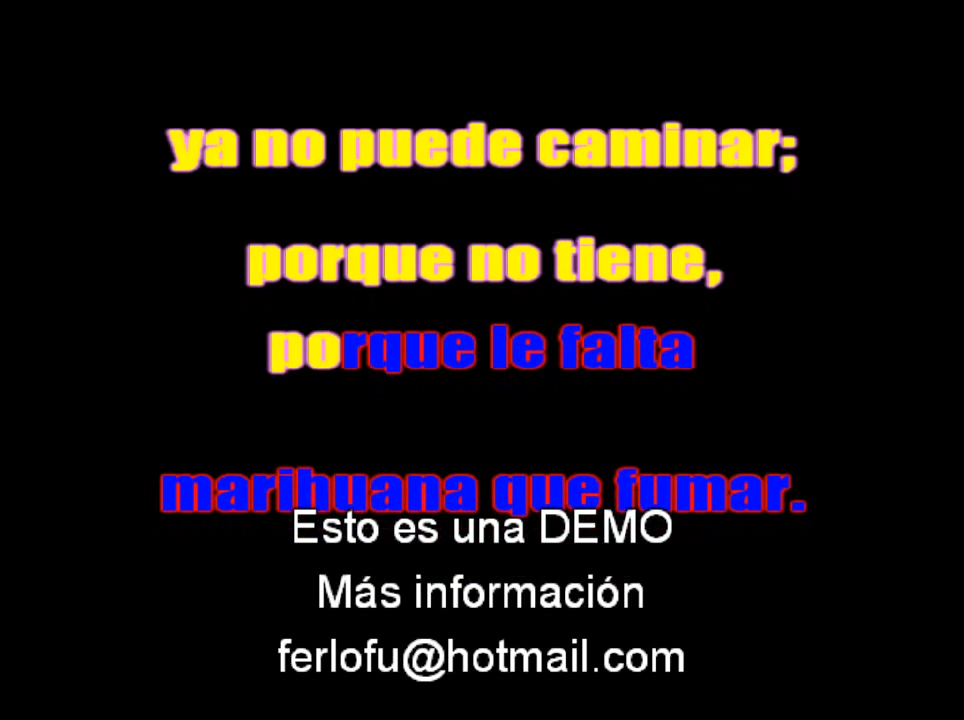 ya no puede caminar;
porque no tiene,
porque le falta
marihuana que fumar.
Esto es una DEMO
Más información
ferlofu@hotmail.com